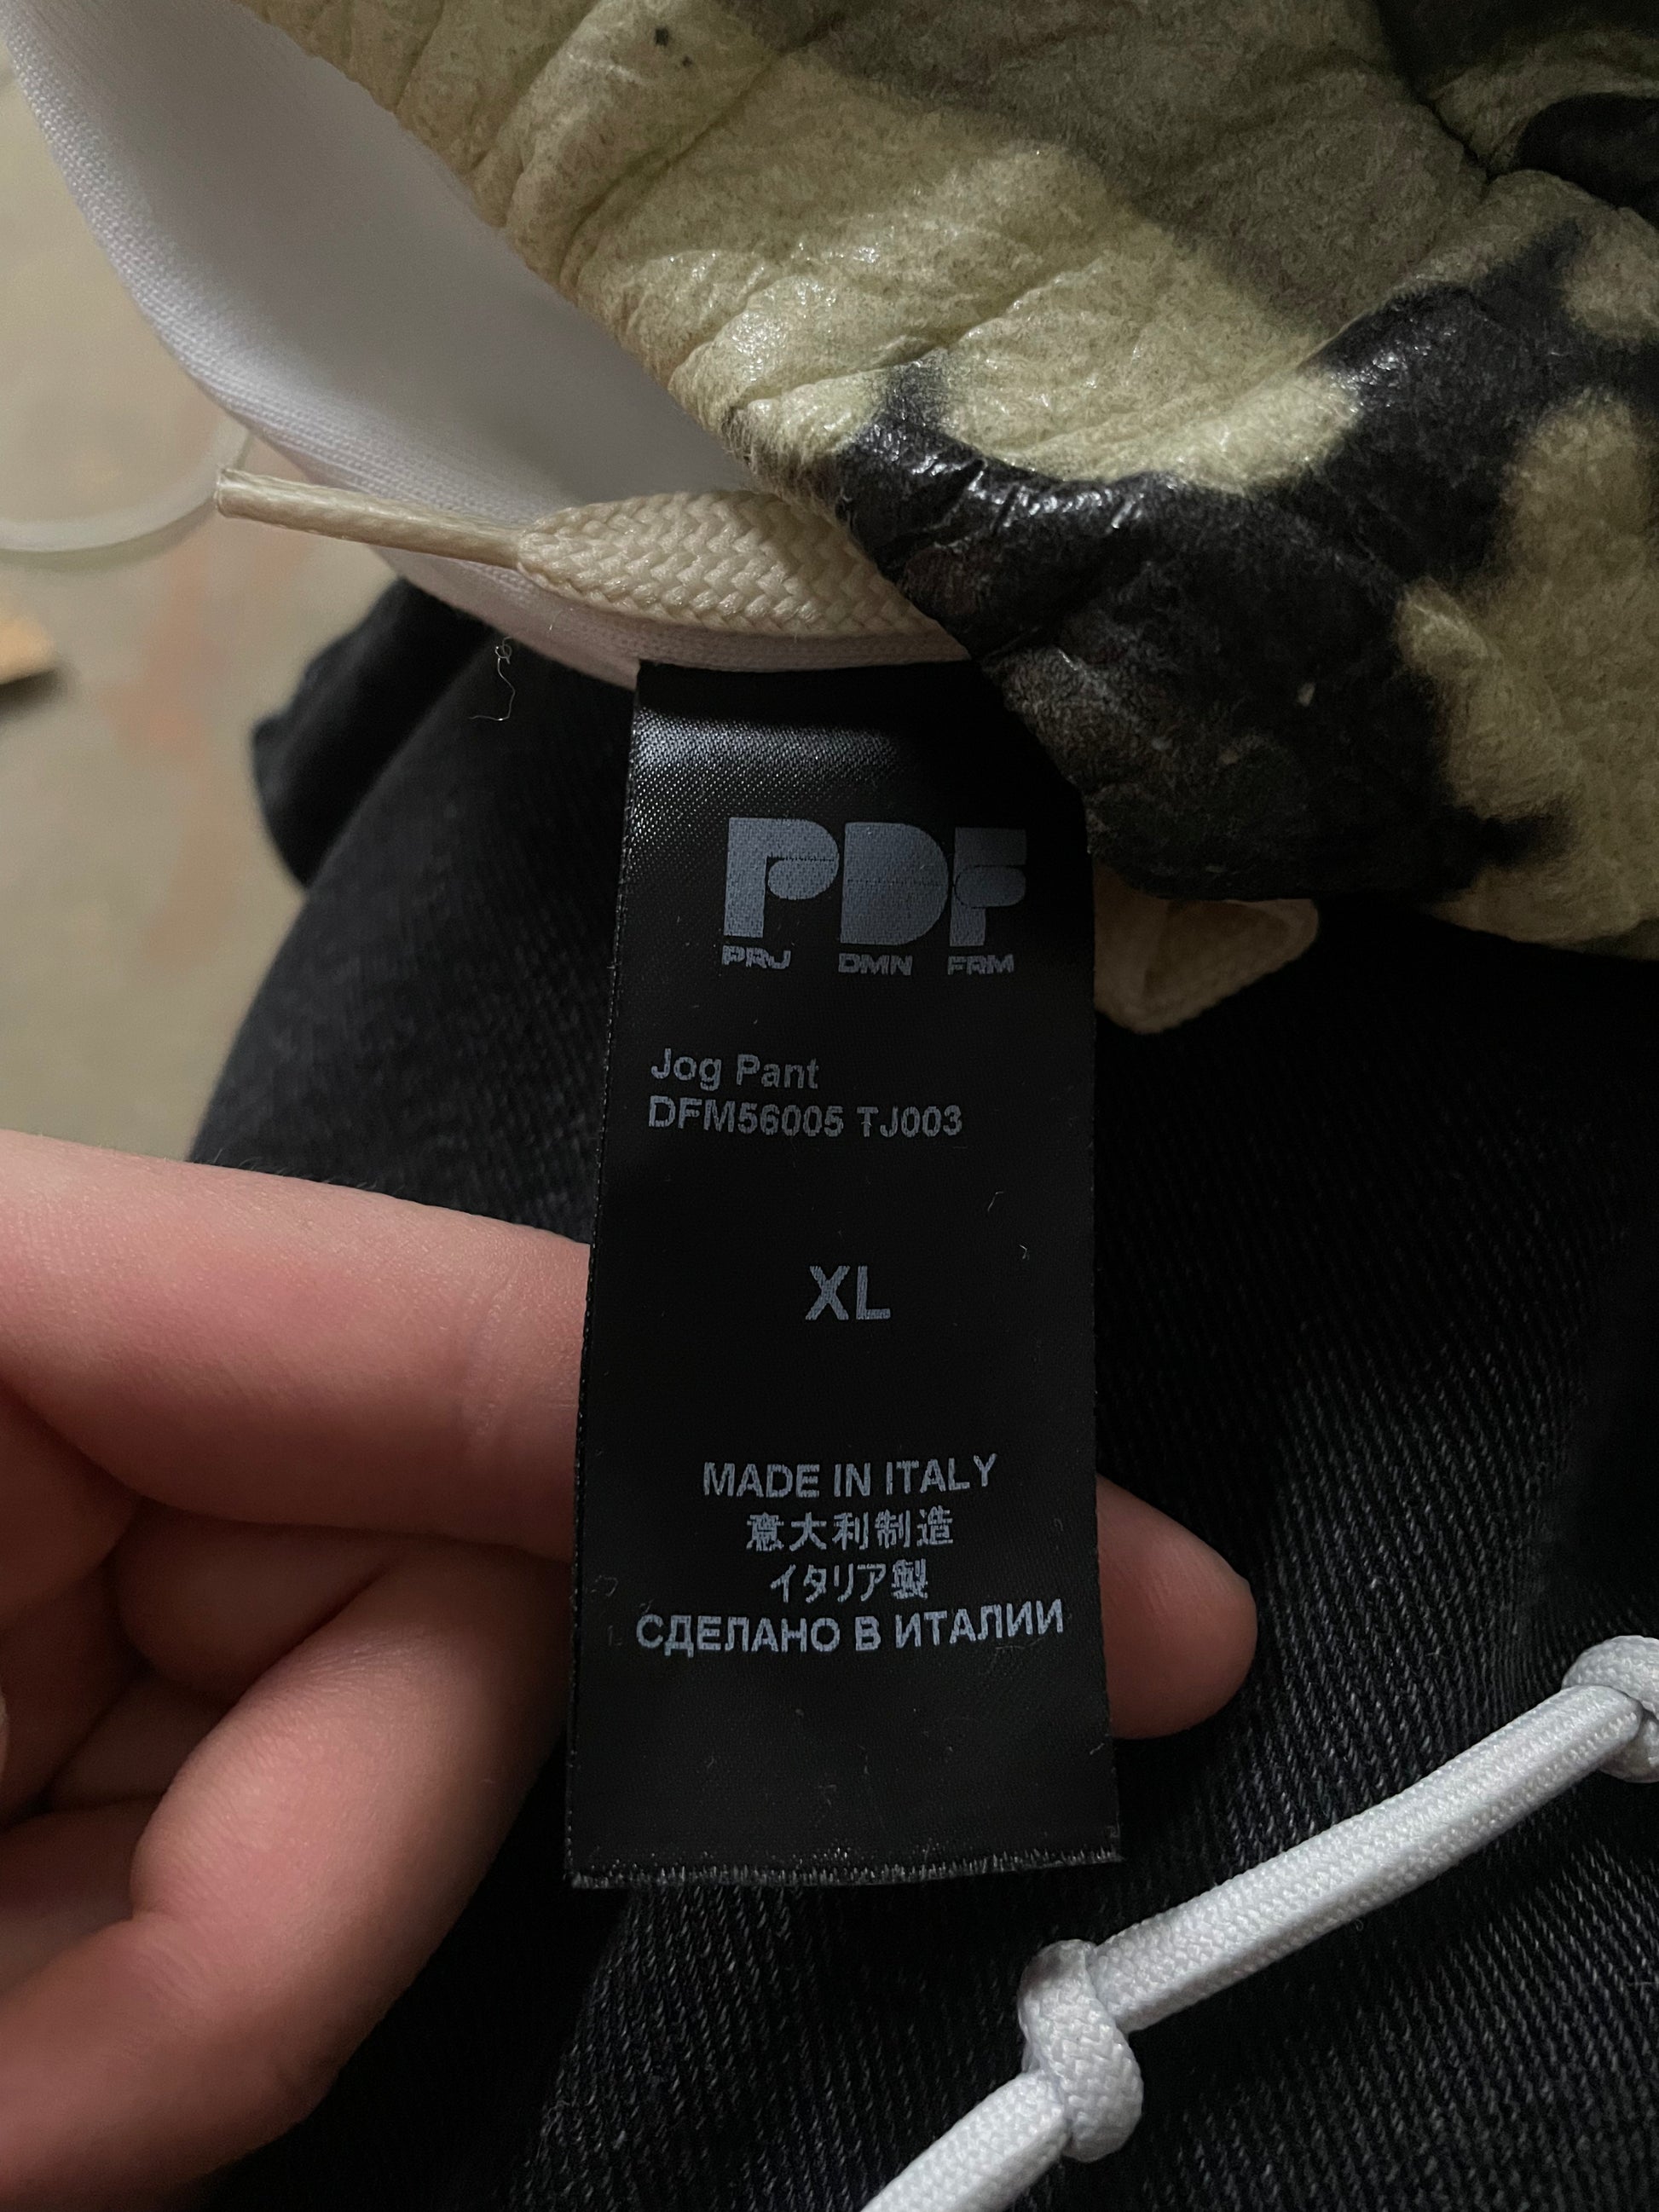 PDF
PRJ DMN FRM
Jog Pant
DFM56005 TJ003
XL
MADE IN ITALY
意大利制造
イタリア製
СДЕЛАНО В ИТАЛИИ